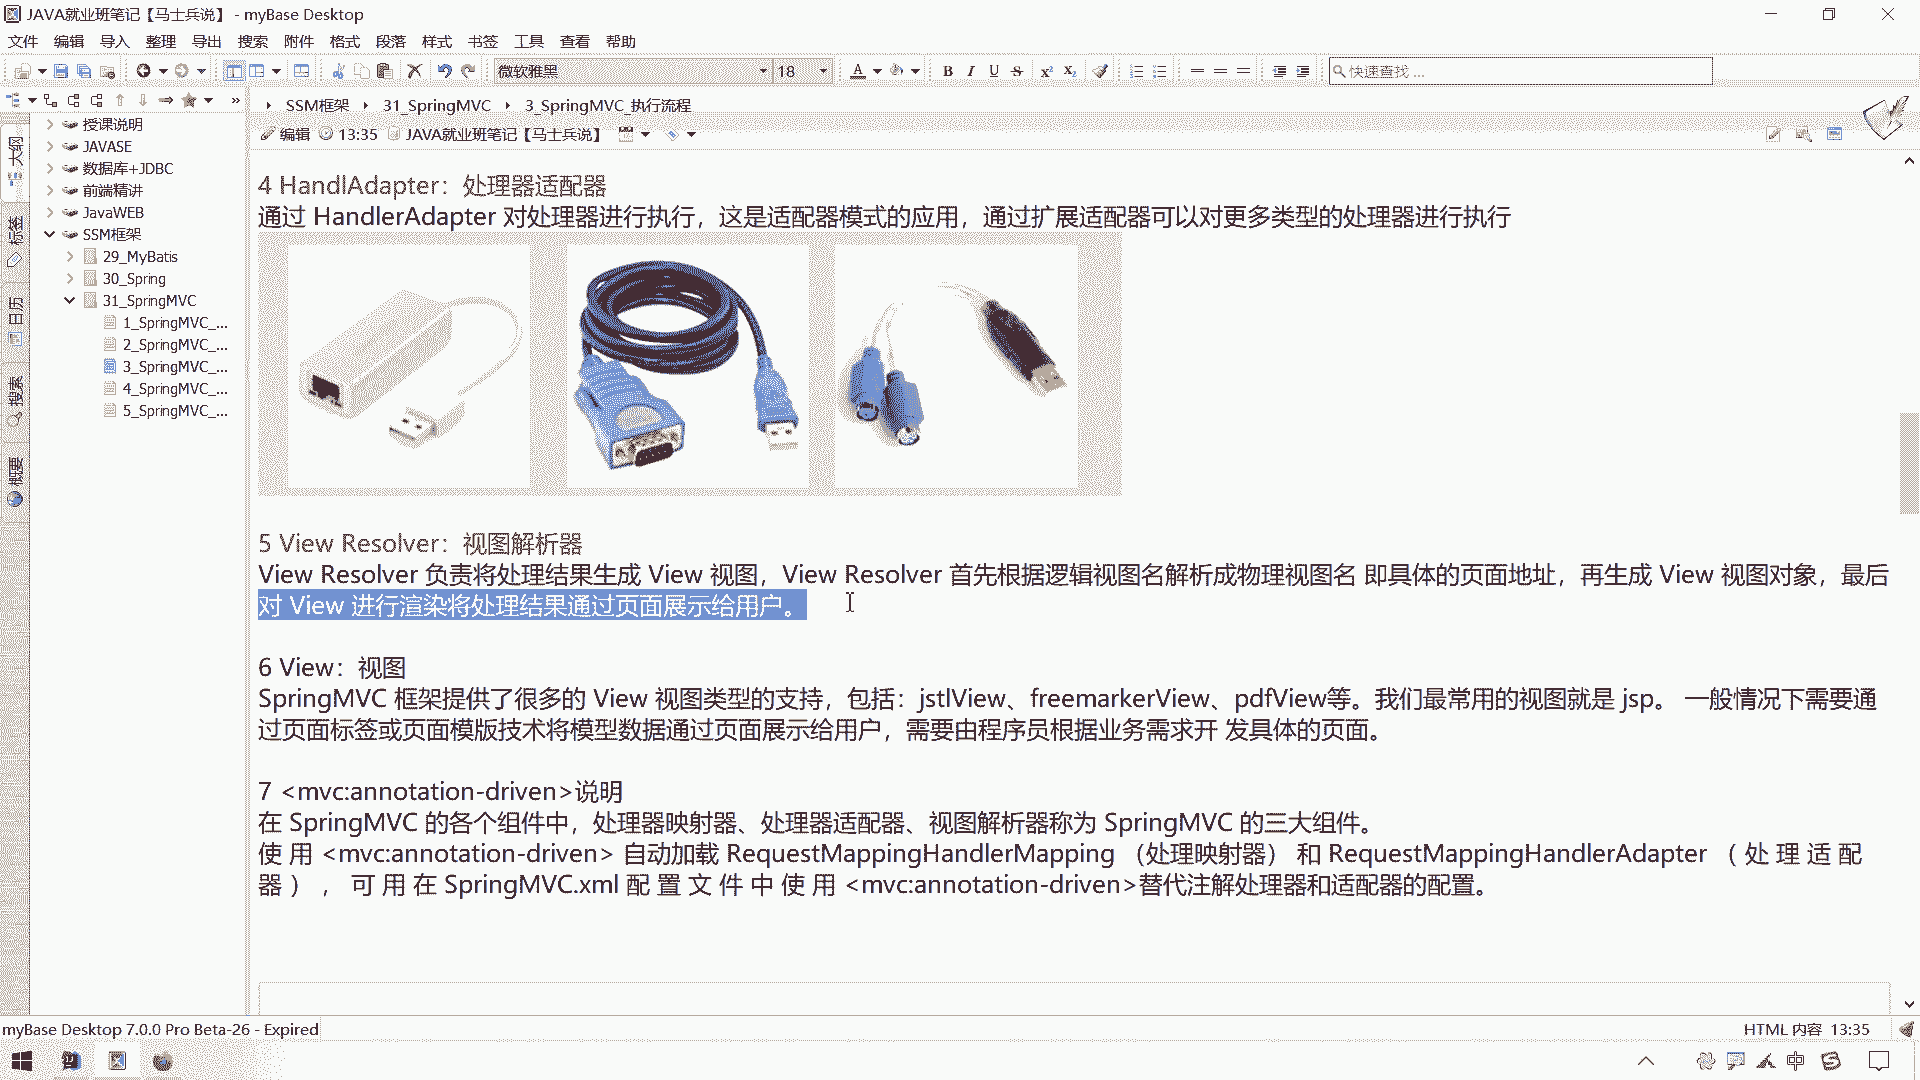 JAVA就业班笔记【马士兵说】 - myBase Desktop
文件 编辑 导入 整理 导出 搜索 附件 格式 段落 样式 书签 工具 查看 帮助
微软雅黑 18 快速查找 ...
SSM框架 31_SpringMVC 3_SpringMVC_执行流程
编辑 13:35 JAVA就业班笔记【马士兵说】
大纲
标签
日历
搜索
概要
授课说明
JAVASE
数据库+JDBC
前端精讲
JavaWEB
SSM框架
29_MyBatis
30_Spring
31_SpringMVC
1_SpringMVC_...
2_SpringMVC_...
3_SpringMVC_...
4_SpringMVC_...
5_SpringMVC_...
4 HandlAdapter：处理器适配器
通过 HandlerAdapter 对处理器进行执行，这是适配器模式的应用，通过扩展适配器可以对更多类型的处理器进行执行
5 View Resolver：视图解析器
View Resolver 负责将处理结果生成 View 视图，View Resolver 首先根据逻辑视图名解析成物理视图名 即具体的页面地址，再生成 View 视图对象，最后
对 View 进行渲染将处理结果通过页面展示给用户。
6 View：视图
SpringMVC 框架提供了很多的 View 视图类型的支持，包括：jstlView、freemarkerView、pdfView等。我们最常用的视图就是 jsp。 一般情况下需要通
过页面标签或页面模版技术将模型数据通过页面展示给用户，需要由程序员根据业务需求开 发具体的页面。
7 <mvc:annotation-driven>说明
在 SpringMVC 的各个组件中，处理器映射器、处理器适配器、视图解析器称为 SpringMVC 的三大组件。
使 用 <mvc:annotation-driven> 自动加载 RequestMappingHandlerMapping （处理映射器） 和 RequestMappingHandlerAdapter （ 处 理 适 配
器 ） ， 可 用 在 SpringMVC.xml 配 置 文 件 中 使 用 <mvc:annotation-driven>替代注解处理器和适配器的配置。
myBase Desktop 7.0.0 Pro Beta-26 - Expired
HTML 内容 13:35
中